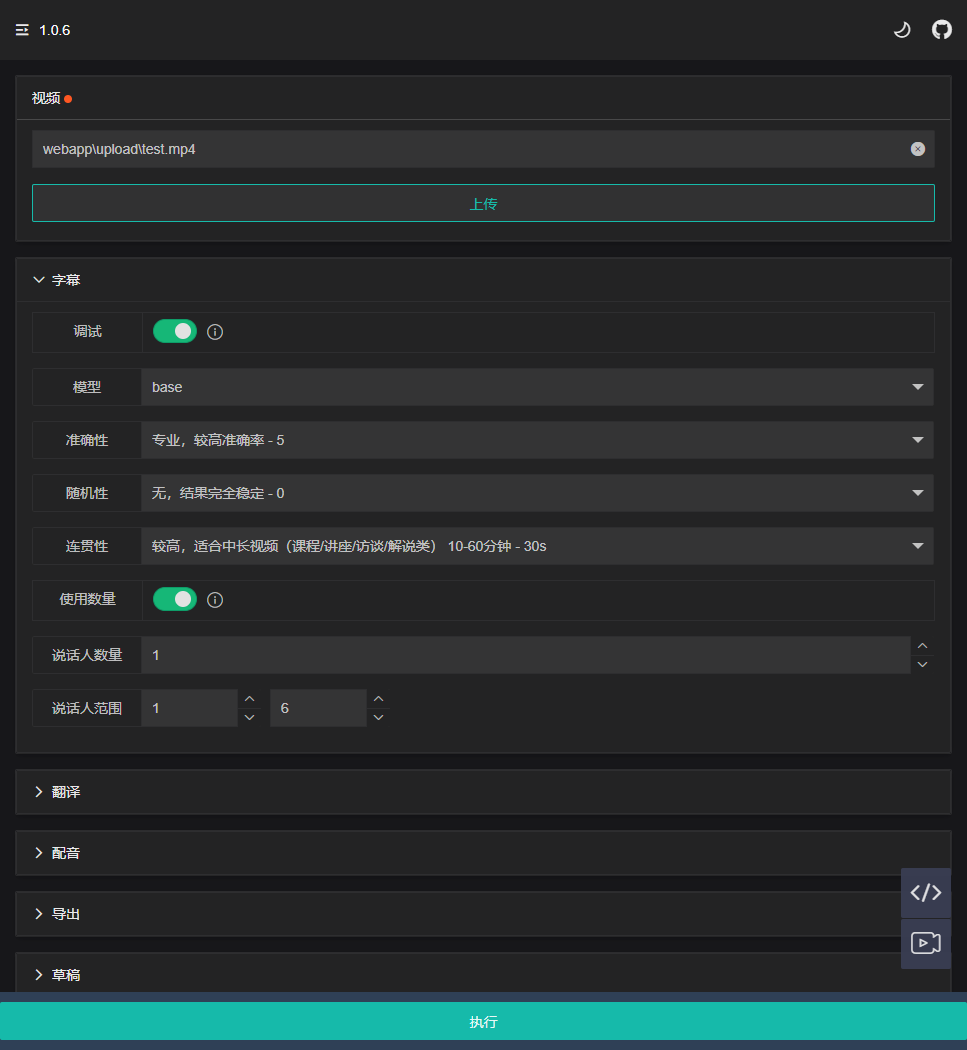 1.0.6
视频
webapp\upload\test.mp4
上传
字幕
调试
模型 base
准确性 专业，较高准确率 - 5
随机性 无，结果完全稳定 - 0
连贯性 较高，适合中长视频（课程/讲座/访谈/解说类） 10-60分钟 - 30s
使用数量
说话人数量 1
说话人范围 1 6
翻译
配音
导出
草稿
执行